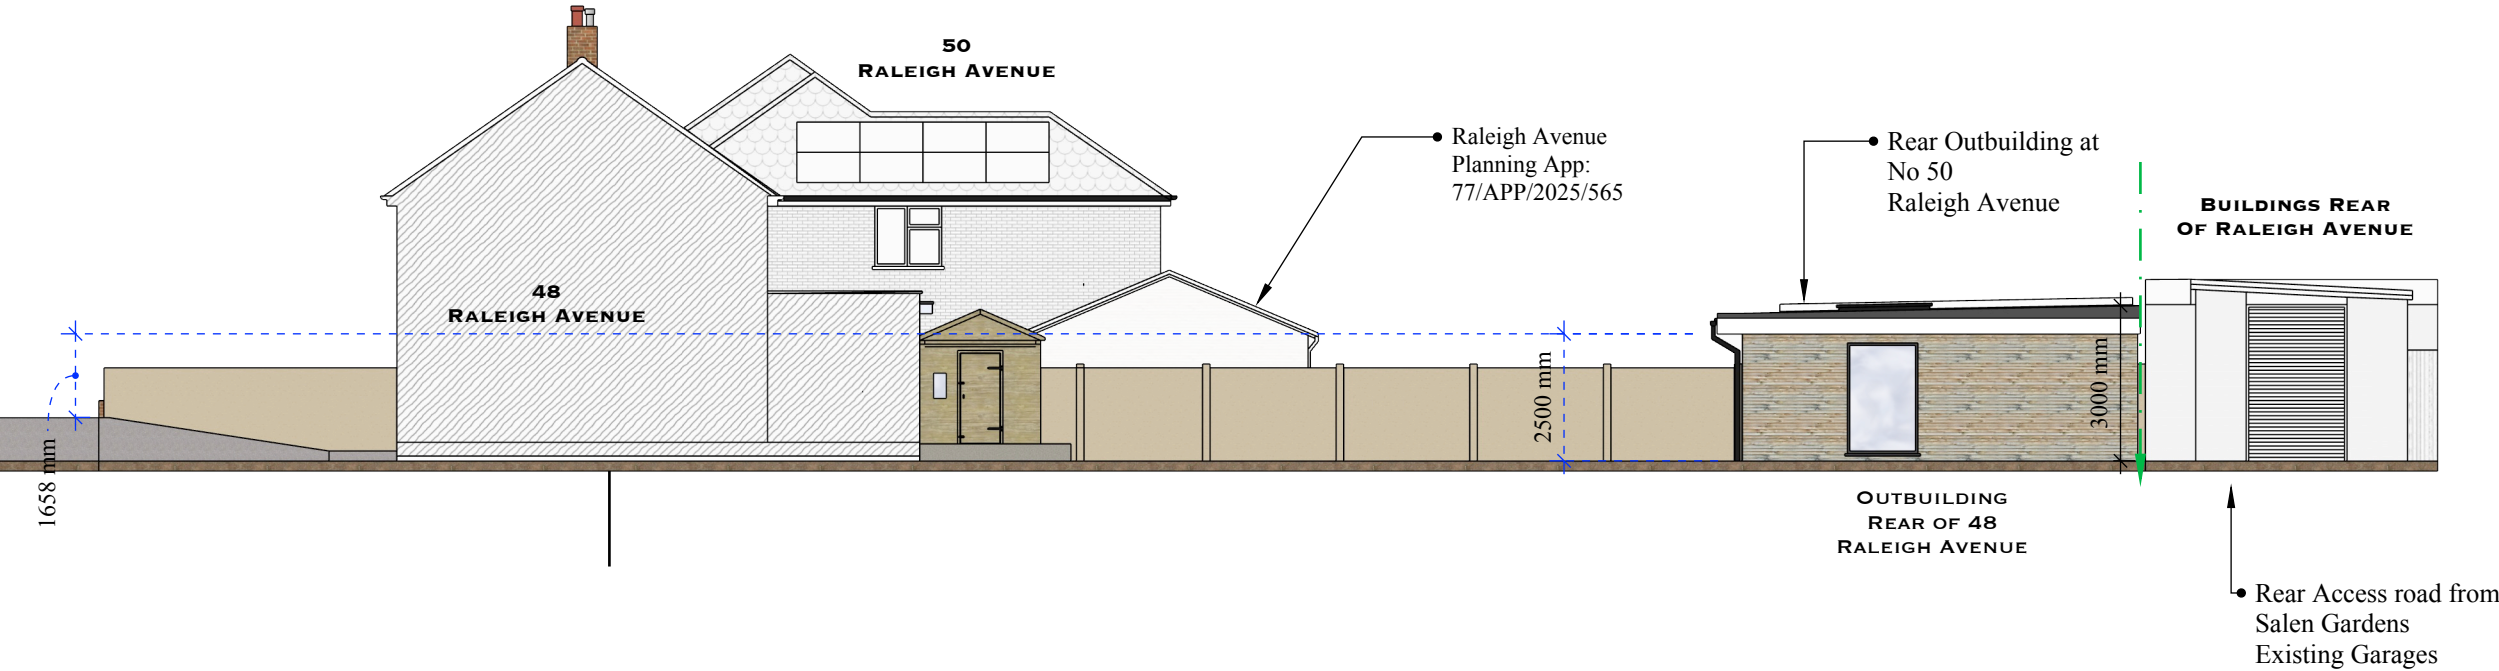 50
RALEIGH AVENUE
Raleigh Avenue
Planning App:
77/APP/2025/565
Rear Outbuilding at
No 50
Raleigh Avenue
BUILDINGS REAR
OF RALEIGH AVENUE
48
RALEIGH AVENUE
2500 mm
3000 mm
1658 mm
OUTBUILDING
REAR OF 48
RALEIGH AVENUE
Rear Access road from
Salen Gardens
Existing Garages